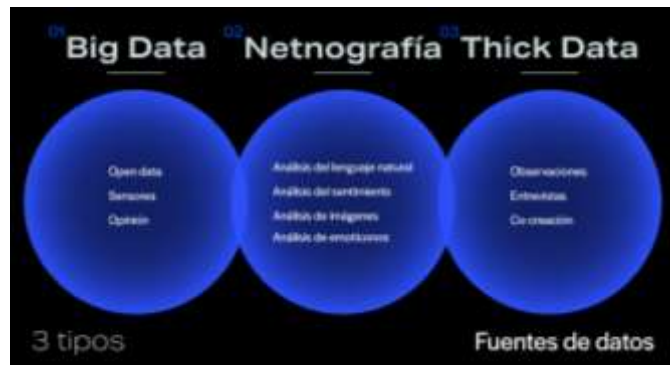 01
Big Data
02
Netnografía
03
Thick Data
Open data
Sensores
Opinión
Análisis del lenguaje natural
Análisis del sentimiento
Análisis de imágenes
Análisis de emoticonos
Observaciones
Entrevistas
Co creación
3 tipos
Fuentes de datos